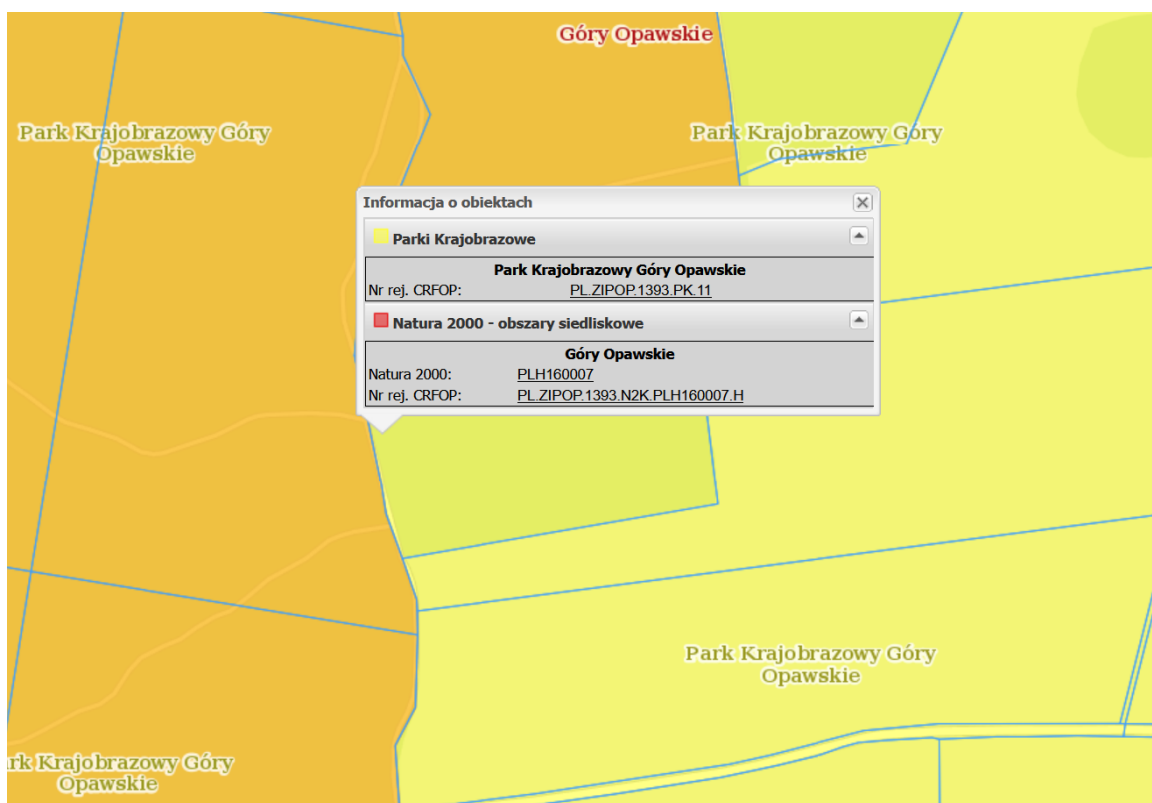 Góry Opawskie
Park Krajobrazowy Góry
Opawskie
Park Krajobrazowy Góry
Opawskie
Informacja o obiektach
Parki Krajobrazowe
Park Krajobrazowy Góry Opawskie
Nr rej. CRFOP: PL.ZIPOP.1393.PK.11
Natura 2000 - obszary siedliskowe
Góry Opawskie
Natura 2000: PLH160007
Nr rej. CRFOP: PL.ZIPOP.1393.N2K.PLH160007.H
Park Krajobrazowy Góry
Opawskie
rk Krajobrazowy Góry
Opawskie